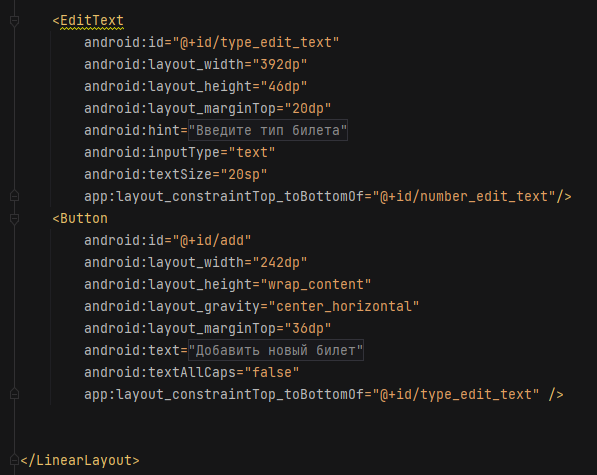 <EditText
android:id="@+id/type_edit_text"
android:layout_width="392dp"
android:layout_height="46dp"
android:layout_marginTop="20dp"
android:hint="Введите тип билета"
android:inputType="text"
android:textSize="20sp"
app:layout_constraintTop_toBottomOf="@+id/number_edit_text"/>
<Button
android:id="@+id/add"
android:layout_width="242dp"
android:layout_height="wrap_content"
android:layout_gravity="center_horizontal"
android:layout_marginTop="36dp"
android:text="Добавить новый билет"
android:textAllCaps="false"
app:layout_constraintTop_toBottomOf="@+id/type_edit_text" />
</LinearLayout>